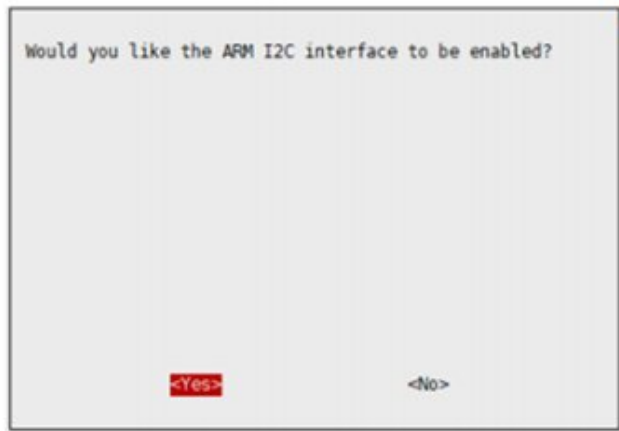 Would you like the ARM I2C interface to be enabled?
<Yes> <No>